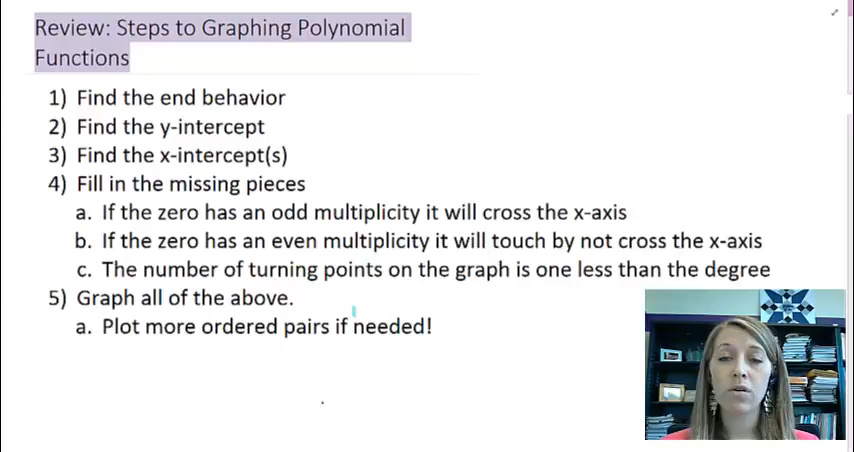 Review: Steps to Graphing Polynomial
Functions
1) Find the end behavior
2) Find the y-intercept
3) Find the x-intercept(s)
4) Fill in the missing pieces
a. If the zero has an odd multiplicity it will cross the x-axis
b. If the zero has an even multiplicity it will touch by not cross the x-axis
c. The number of turning points on the graph is one less than the degree
5) Graph all of the above.
a. Plot more ordered pairs if needed!